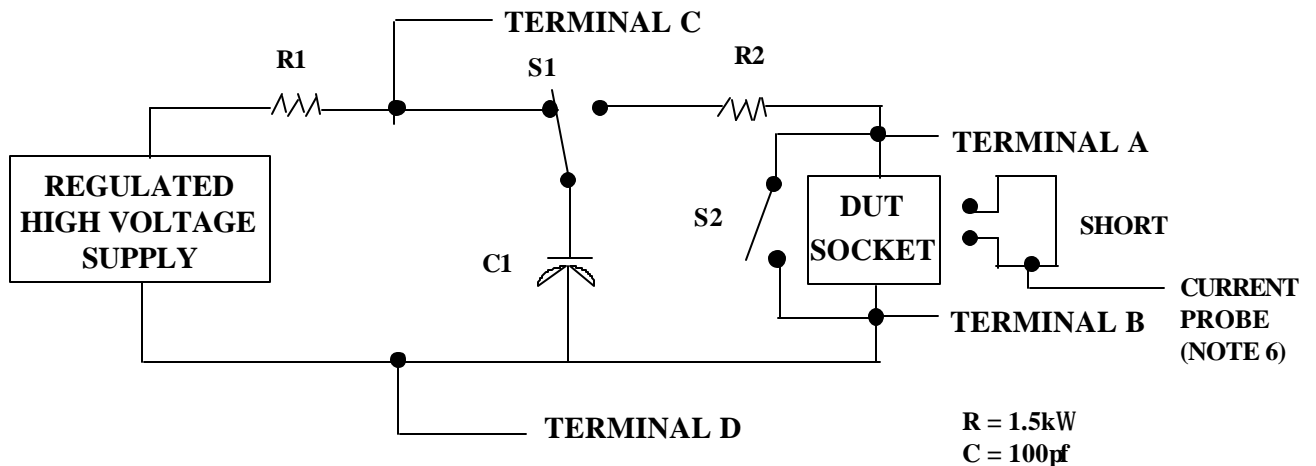 TERMINAL C
R1
S1
R2
TERMINAL A
REGULATED
HIGH VOLTAGE
SUPPLY
S2
DUT
SOCKET
SHORT
C1
CURRENT
PROBE
(NOTE 6)
TERMINAL B
TERMINAL D
R = 1.5kW
C = 100pf